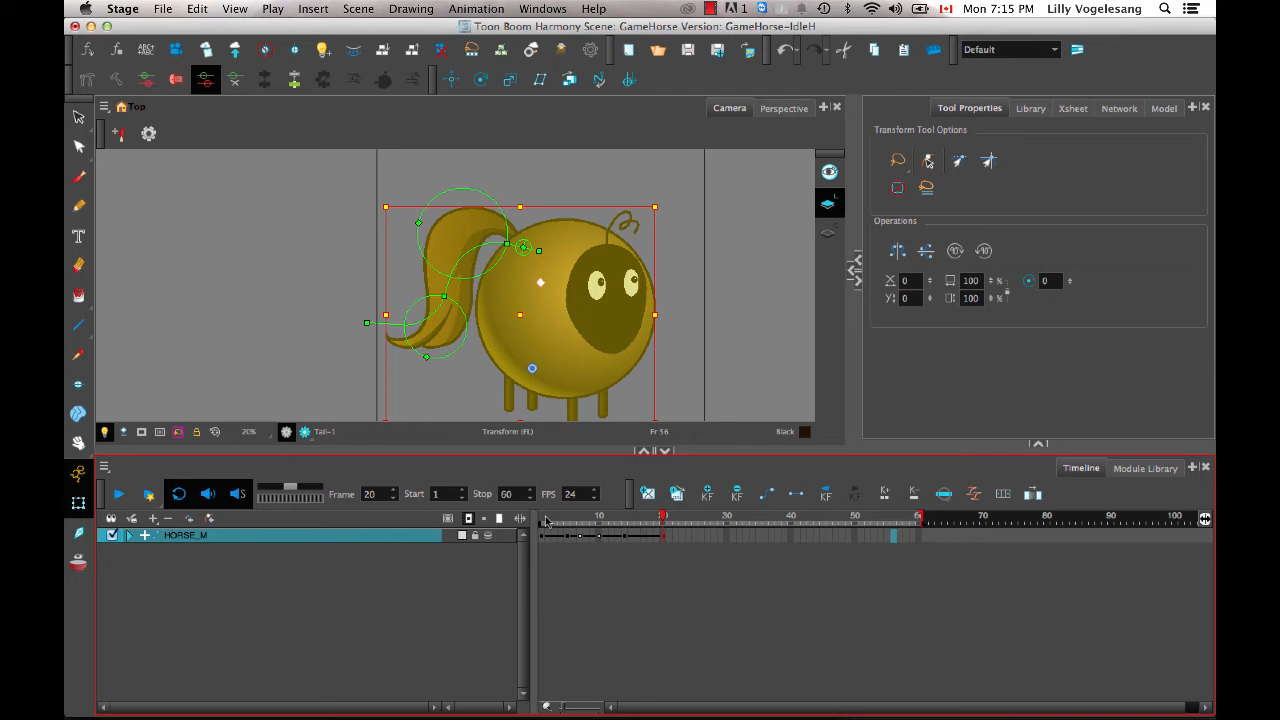 Stage File Edit View Play Insert Scene Drawing Animation Windows Help 1 Mon 7:15 PM Lilly Vogelesang
Toon Boom Harmony Scene: GameHorse Version: GameHorse-IdleH
Default
Top
Camera Perspective
Tool Properties Library Xsheet Network Model
Transform Tool Options
Operations
X 0 100 % 0
Y 0 100 %
20% Tail-1 Transform (FL) Fr 56 Black
Timeline Module Library
Frame 20 Start 1 Stop 60 FPS 24
10 30 40 50 70 80 90 100
HORSE_M